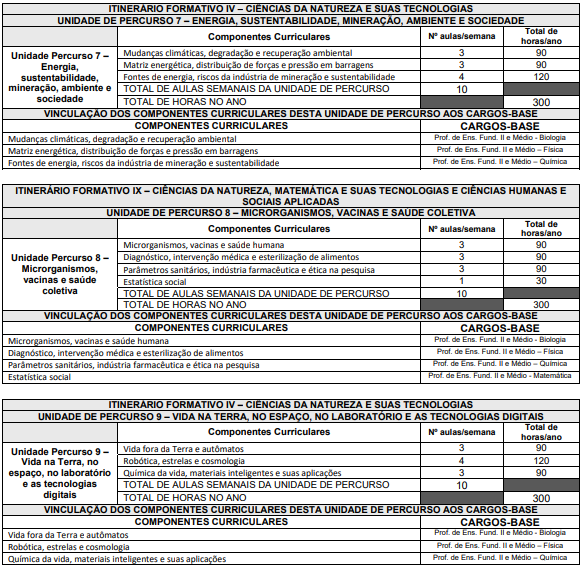 ITINERÁRIO FORMATIVO IV – CIÊNCIAS DA NATUREZA E SUAS TECNOLOGIAS
UNIDADE DE PERCURSO 7 – ENERGIA, SUSTENTABILIDADE, MINERAÇÃO, AMBIENTE E SOCIEDADE
Unidade Percurso 7 –
Energia,
sustentabilidade,
mineração, ambiente e
sociedade
Componentes Curriculares Nº aulas/semana Total de
horas/ano
Mudanças climáticas, degradação e recuperação ambiental 3 90
Matriz energética, distribuição de forças e pressão em barragens 3 90
Fontes de energia, riscos da indústria de mineração e sustentabilidade 4 120
TOTAL DE AULAS SEMANAIS DA UNIDADE DE PERCURSO 10
TOTAL DE HORAS NO ANO 300
VINCULAÇÃO DOS COMPONENTES CURRICULARES DESTA UNIDADE DE PERCURSO AOS CARGOS-BASE
COMPONENTES CURRICULARES CARGOS-BASE
Mudanças climáticas, degradação e recuperação ambiental Prof. de Ens. Fund. II e Médio - Biologia
Matriz energética, distribuição de forças e pressão em barragens Prof. de Ens. Fund. II e Médio – Física
Fontes de energia, riscos da indústria de mineração e sustentabilidade Prof. de Ens. Fund. II e Médio – Química
ITINERÁRIO FORMATIVO IX – CIÊNCIAS DA NATUREZA, MATEMÁTICA E SUAS TECNOLOGIAS E CIÊNCIAS HUMANAS E
SOCIAIS APLICADAS
UNIDADE DE PERCURSO 8 – MICRORGANISMOS, VACINAS E SAÚDE COLETIVA
Unidade Percurso 8 –
Microrganismos,
vacinas e saúde
coletiva
Componentes Curriculares Nº aulas/semana Total de
horas/ano
Microrganismos, vacinas e saúde humana 3 90
Diagnóstico, intervenção médica e esterilização de alimentos 3 90
Parâmetros sanitários, indústria farmacêutica e ética na pesquisa 3 90
Estatística social 1 30
TOTAL DE AULAS SEMANAIS DA UNIDADE DE PERCURSO 10
TOTAL DE HORAS NO ANO 300
VINCULAÇÃO DOS COMPONENTES CURRICULARES DESTA UNIDADE DE PERCURSO AOS CARGOS-BASE
COMPONENTES CURRICULARES CARGOS-BASE
Microrganismos, vacinas e saúde humana Prof. de Ens. Fund. II e Médio - Biologia
Diagnóstico, intervenção médica e esterilização de alimentos Prof. de Ens. Fund. II e Médio – Física
Parâmetros sanitários, indústria farmacêutica e ética na pesquisa Prof. de Ens. Fund. II e Médio – Química
Estatística social Prof. de Ens. Fund. II e Médio - Matemática
ITINERÁRIO FORMATIVO IV – CIÊNCIAS DA NATUREZA E SUAS TECNOLOGIAS
UNIDADE DE PERCURSO 9 – VIDA NA TERRA, NO ESPAÇO, NO LABORATÓRIO E AS TECNOLOGIAS DIGITAIS
Unidade Percurso 9 –
Vida na Terra, no
espaço, no laboratório
e as tecnologias
digitais
Componentes Curriculares Nº aulas/semana Total de
horas/ano
Vida fora da Terra e autômatos 3 90
Robótica, estrelas e cosmologia 4 120
Química da vida, materiais inteligentes e suas aplicações 3 90
TOTAL DE AULAS SEMANAIS DA UNIDADE DE PERCURSO 10
TOTAL DE HORAS NO ANO 300
VINCULAÇÃO DOS COMPONENTES CURRICULARES DESTA UNIDADE DE PERCURSO AOS CARGOS-BASE
COMPONENTES CURRICULARES CARGOS-BASE
Vida fora da Terra e autômatos Prof. de Ens. Fund. II e Médio - Biologia
Robótica, estrelas e cosmologia Prof. de Ens. Fund. II e Médio – Física
Química da vida, materiais inteligentes e suas aplicações Prof. de Ens. Fund. II e Médio – Química